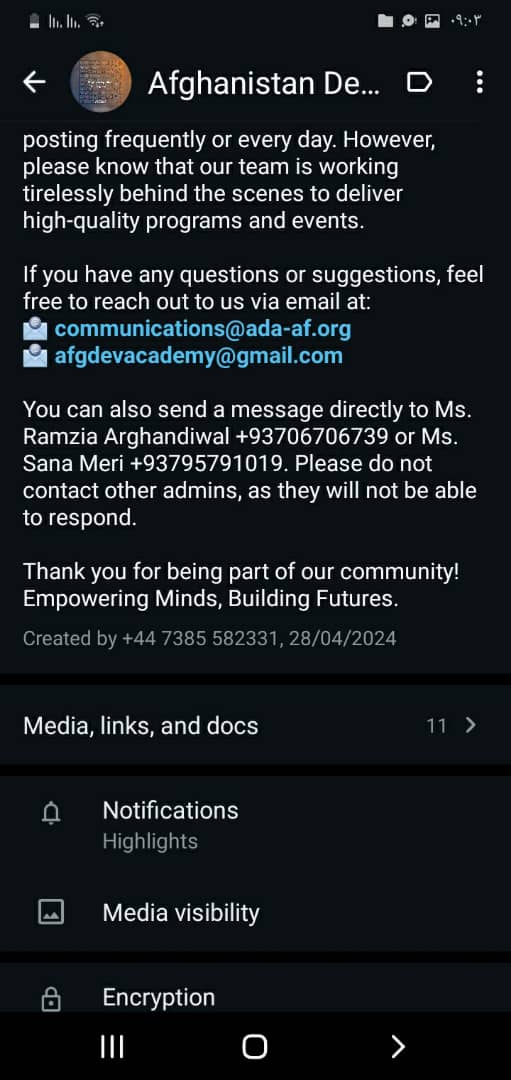 ۰۹:۰۳
Afghanistan De...
posting frequently or every day. However,
please know that our team is working
tirelessly behind the scenes to deliver
high-quality programs and events.
If you have any questions or suggestions, feel
free to reach out to us via email at:
📩 communications@ada-af.org
📩 afgdevacademy@gmail.com
You can also send a message directly to Ms.
Ramzia Arghandiwal +93706706739 or Ms.
Sana Meri +93795791019. Please do not
contact other admins, as they will not be able
to respond.
Thank you for being part of our community!
Empowering Minds, Building Futures.
Created by +44 7385 582331, 28/04/2024
Media, links, and docs 11
Notifications
Highlights
Media visibility
Encryption